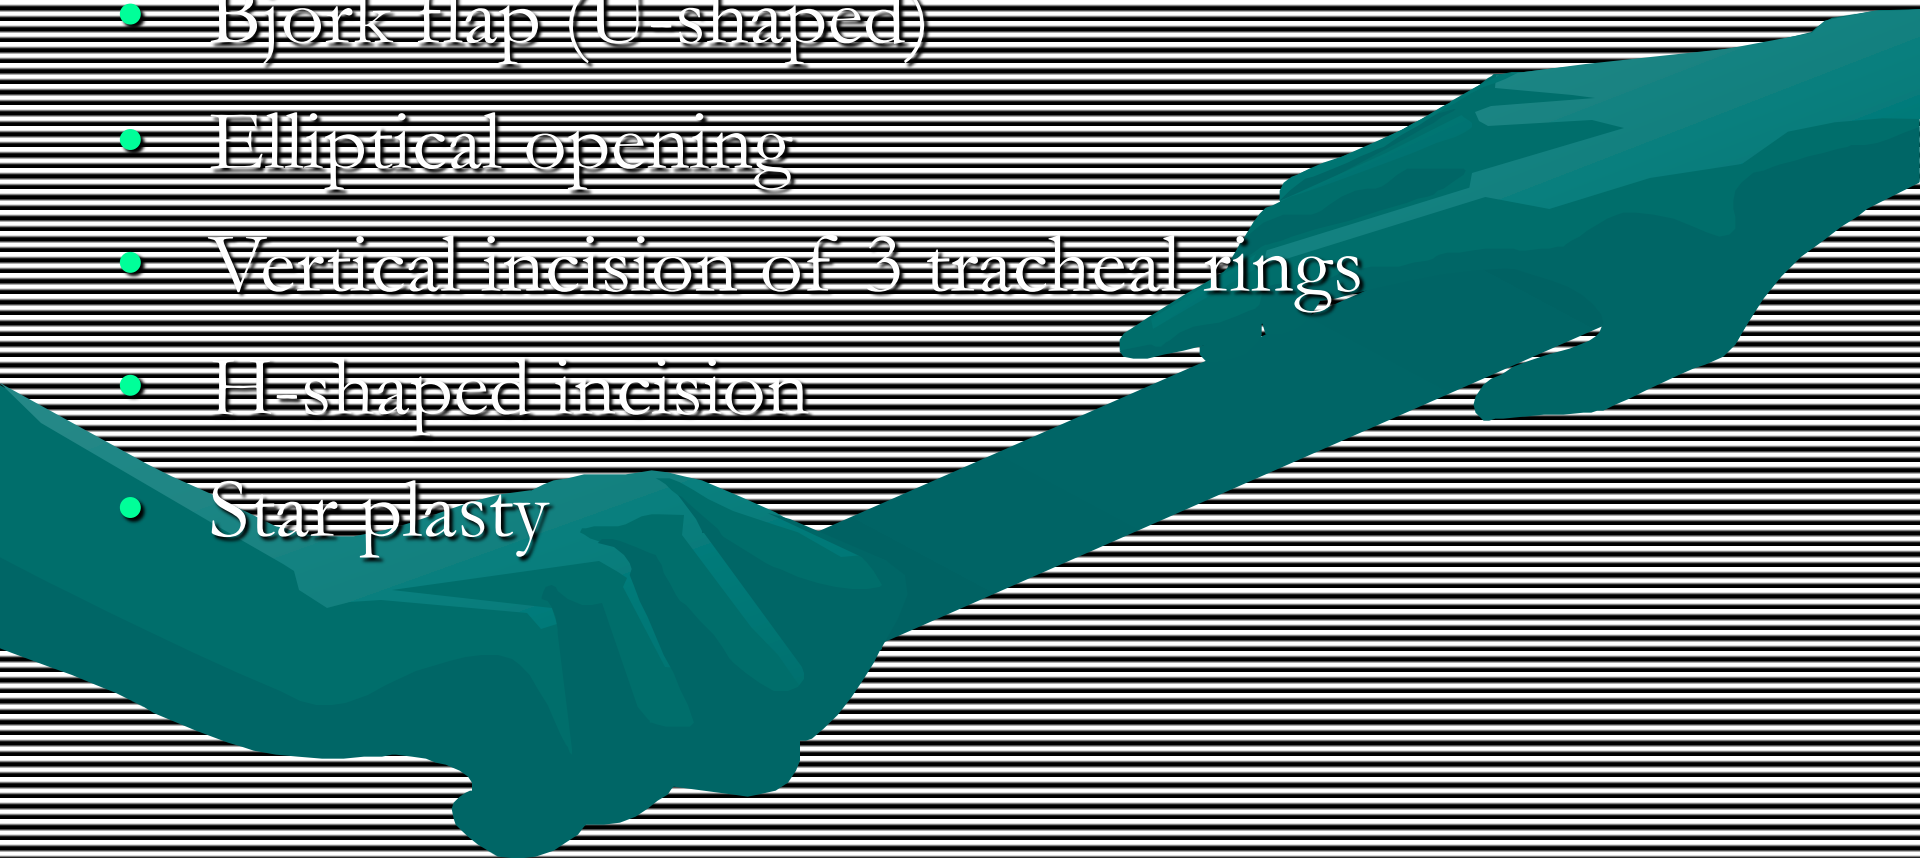 • Bjork flap (U-shaped)
• Elliptical opening
• Vertical incision of 3 tracheal rings
• H-shaped incision
• Star plasty